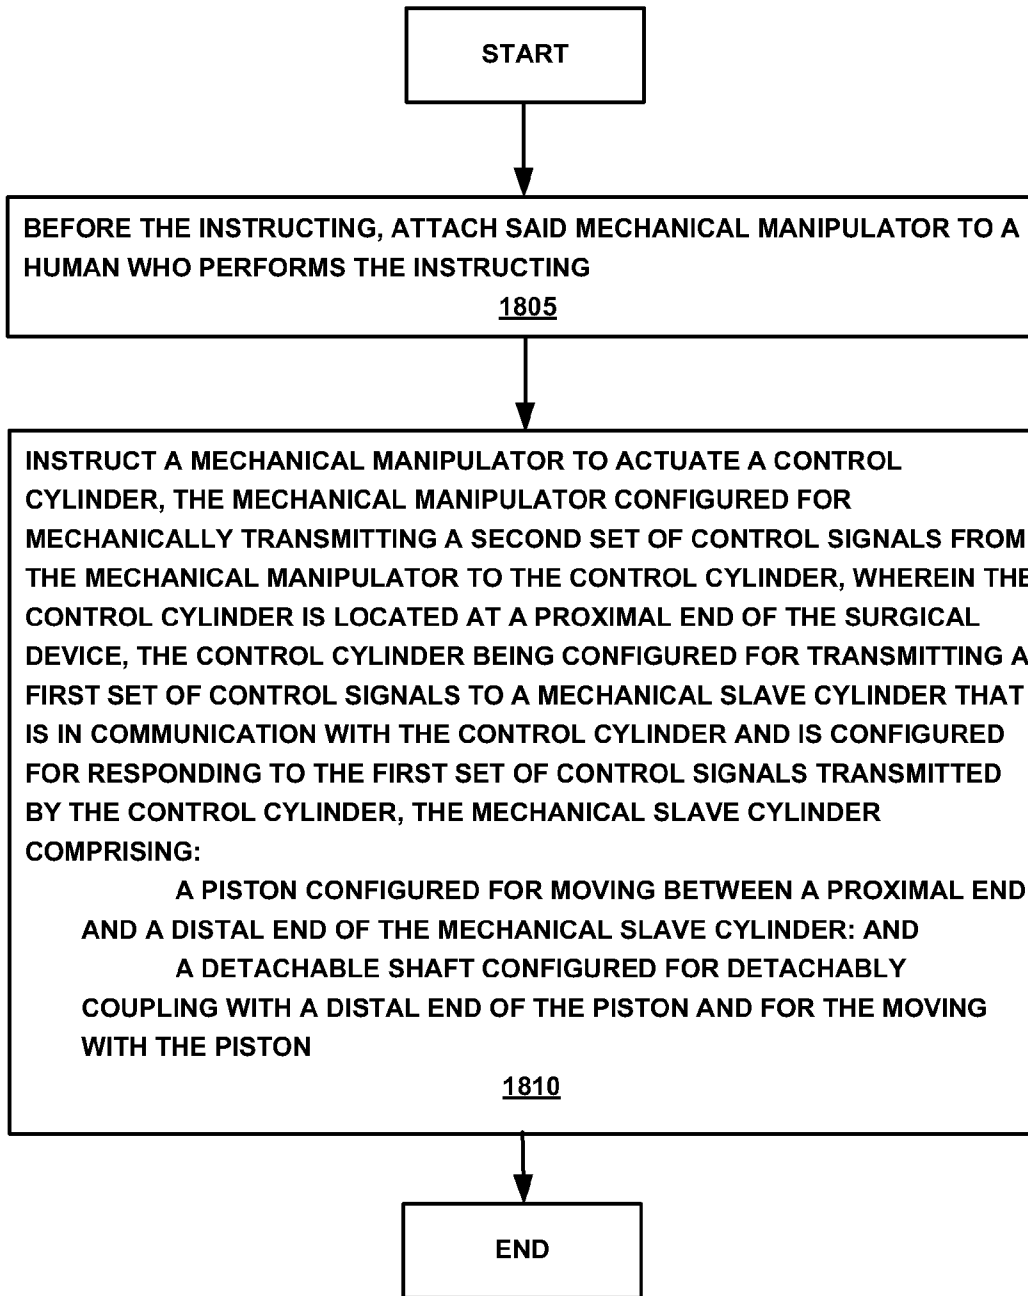 START
BEFORE THE INSTRUCTING, ATTACH SAID MECHANICAL MANIPULATOR TO A
HUMAN WHO PERFORMS THE INSTRUCTING
1805
INSTRUCT A MECHANICAL MANIPULATOR TO ACTUATE A CONTROL
CYLINDER, THE MECHANICAL MANIPULATOR CONFIGURED FOR
MECHANICALLY TRANSMITTING A SECOND SET OF CONTROL SIGNALS FROM
THE MECHANICAL MANIPULATOR TO THE CONTROL CYLINDER, WHEREIN THE
CONTROL CYLINDER IS LOCATED AT A PROXIMAL END OF THE SURGICAL
DEVICE, THE CONTROL CYLINDER BEING CONFIGURED FOR TRANSMITTING A
FIRST SET OF CONTROL SIGNALS TO A MECHANICAL SLAVE CYLINDER THAT
IS IN COMMUNICATION WITH THE CONTROL CYLINDER AND IS CONFIGURED
FOR RESPONDING TO THE FIRST SET OF CONTROL SIGNALS TRANSMITTED
BY THE CONTROL CYLINDER, THE MECHANICAL SLAVE CYLINDER
COMPRISING:
A PISTON CONFIGURED FOR MOVING BETWEEN A PROXIMAL END
AND A DISTAL END OF THE MECHANICAL SLAVE CYLINDER: AND
A DETACHABLE SHAFT CONFIGURED FOR DETACHABLY
COUPLING WITH A DISTAL END OF THE PISTON AND FOR THE MOVING
WITH THE PISTON
1810
END